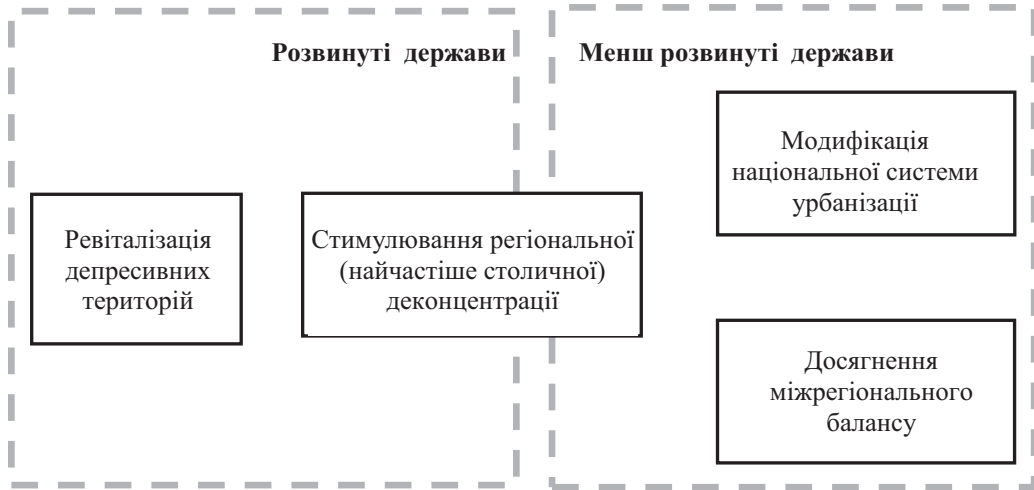 Розвинуті держави
Менш розвинуті держави
Ревіталізація
депресивних
територій
Стимулювання регіональної
(найчастіше столичної)
деконцентрації
Модифікація
національної системи
урбанізації
Досягнення
міжрегіонального
балансу